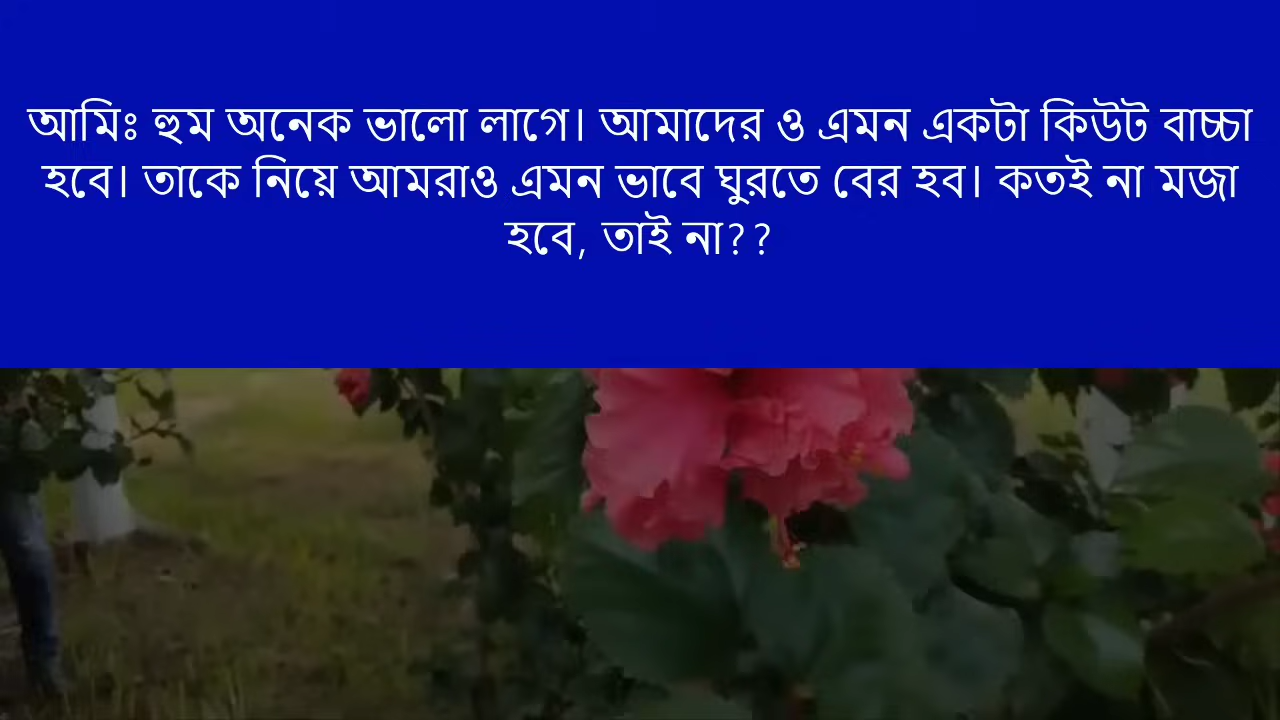 আমিঃ হুম অনেক ভালো লাগে। আমাদের ও এমন একটা কিউট বাচ্চা
হবে। তাকে নিয়ে আমরাও এমন ভাবে ঘুরতে বের হব। কতই না মজা
হবে, তাই না??